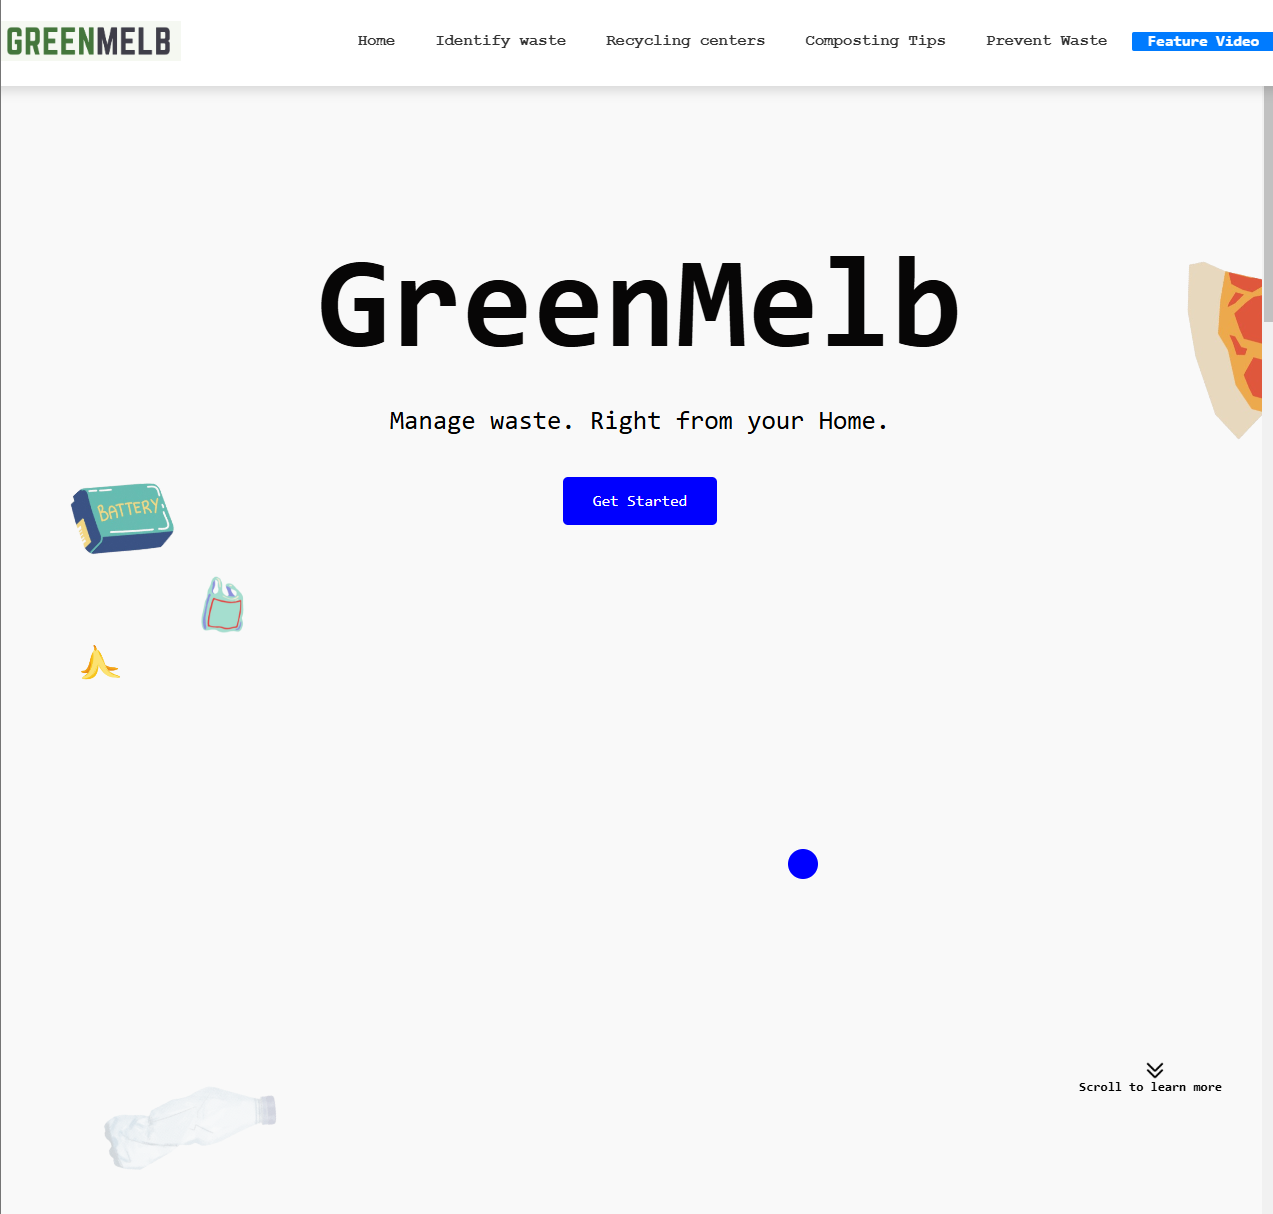 GREENMELB
Home Identify waste Recycling centers Composting Tips Prevent Waste Feature Video
GreenMelb
Manage waste. Right from your Home.
Get Started
BATTERY
Scroll to learn more